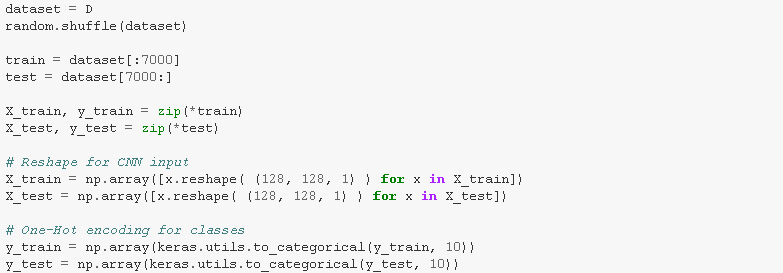 dataset = D
random.shuffle(dataset)
train = dataset[:7000]
test = dataset[7000:]
X_train, y_train = zip(*train)
X_test, y_test = zip(*test)
# Reshape for CNN input
X_train = np.array([x.reshape( (128, 128, 1) ) for x in X_train])
X_test = np.array([x.reshape( (128, 128, 1) ) for x in X_test])
# One-Hot encoding for classes
y_train = np.array(keras.utils.to_categorical(y_train, 10))
y_test = np.array(keras.utils.to_categorical(y_test, 10))